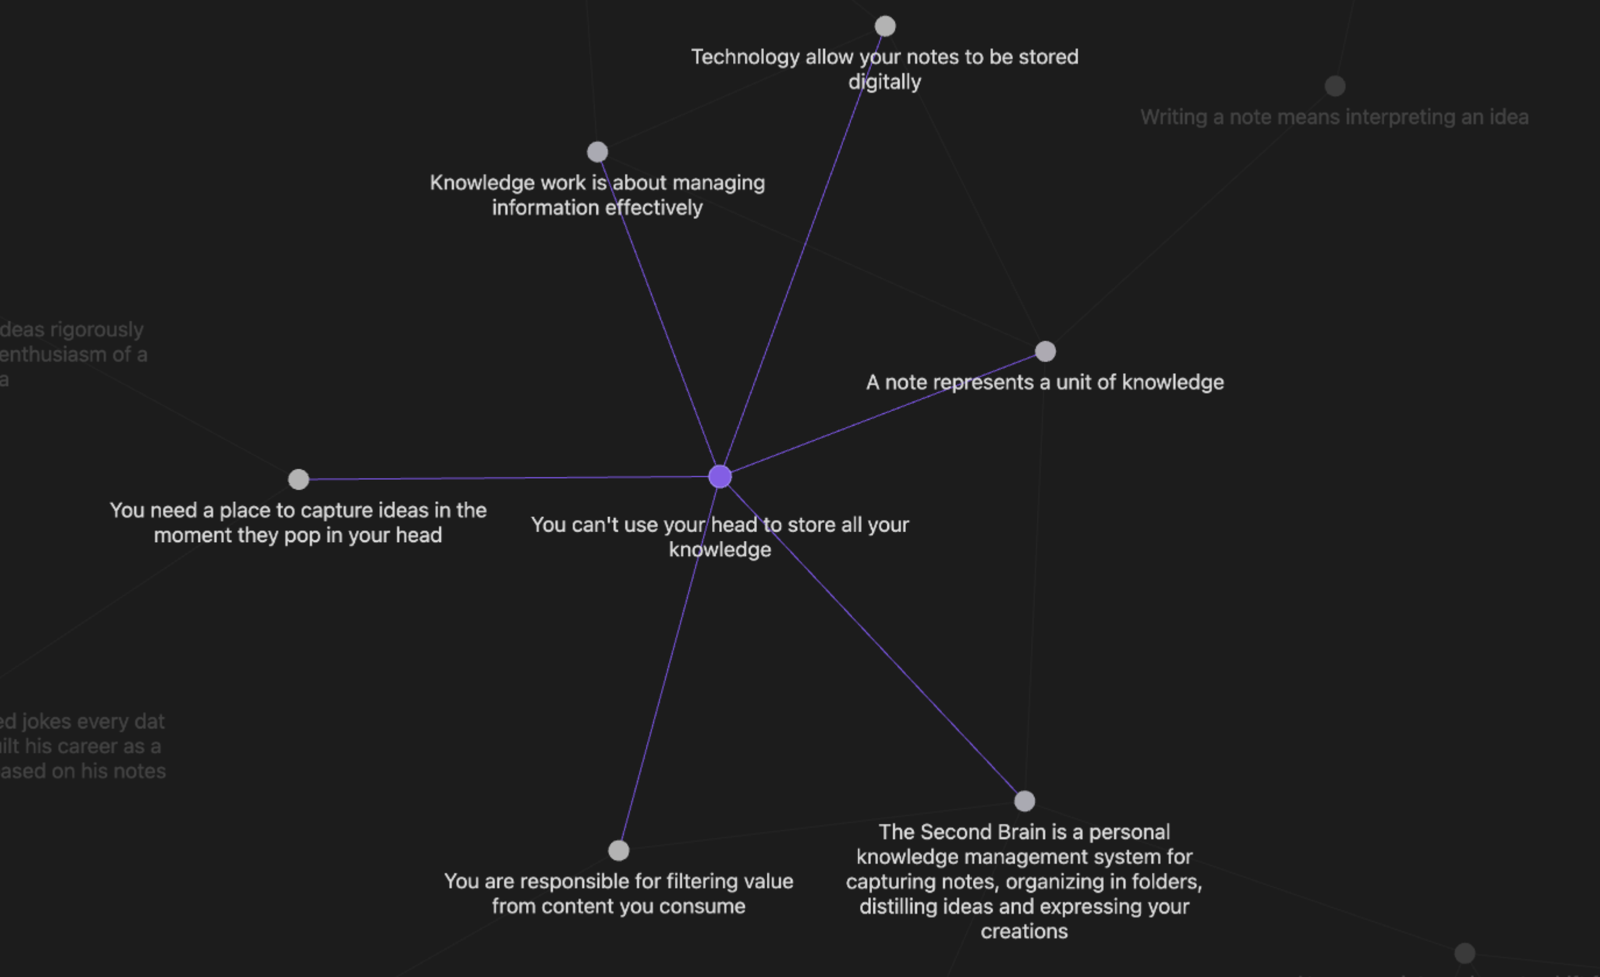 Technology allow your notes to be stored
digitally
Writing a note means interpreting an idea
Knowledge work is about managing
information effectively
deas rigorously
enthusiasm of a
a
A note represents a unit of knowledge
You need a place to capture ideas in the
moment they pop in your head
You can't use your head to store all your
knowledge
ed jokes every dat
ilt his career as a
ased on his notes
You are responsible for filtering value
from content you consume
The Second Brain is a personal
knowledge management system for
capturing notes, organizing in folders,
distilling ideas and expressing your
creations